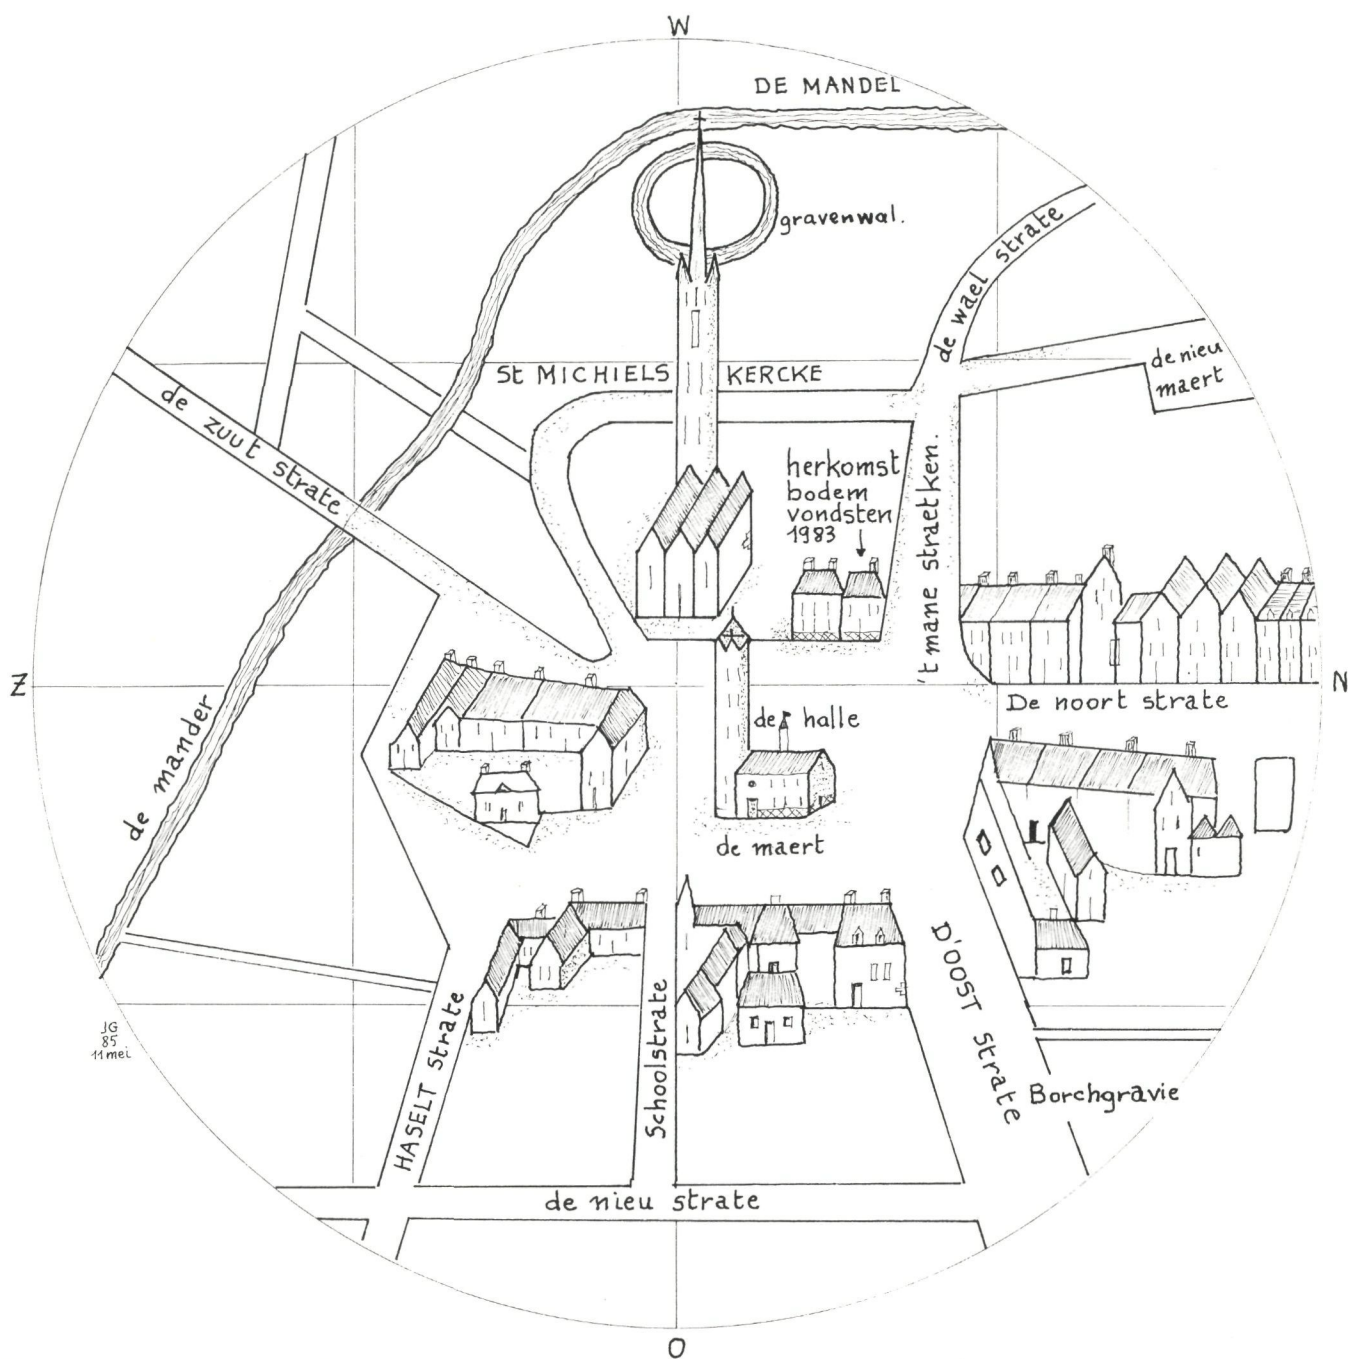 W
DE MANDEL
gravenwal.
de wael strate
St MICHIELS KERCKE
de nieu
maert
de zuut strate
herkomst
bodem
vondsten
1983
't mane straetken.
Z
N
De noort strate
de halle
de mander
de maert
D'OOST strate
HASELT strate
Schoolstrate
JG
85
11 mei
Borchgravie
de nieu strate
O